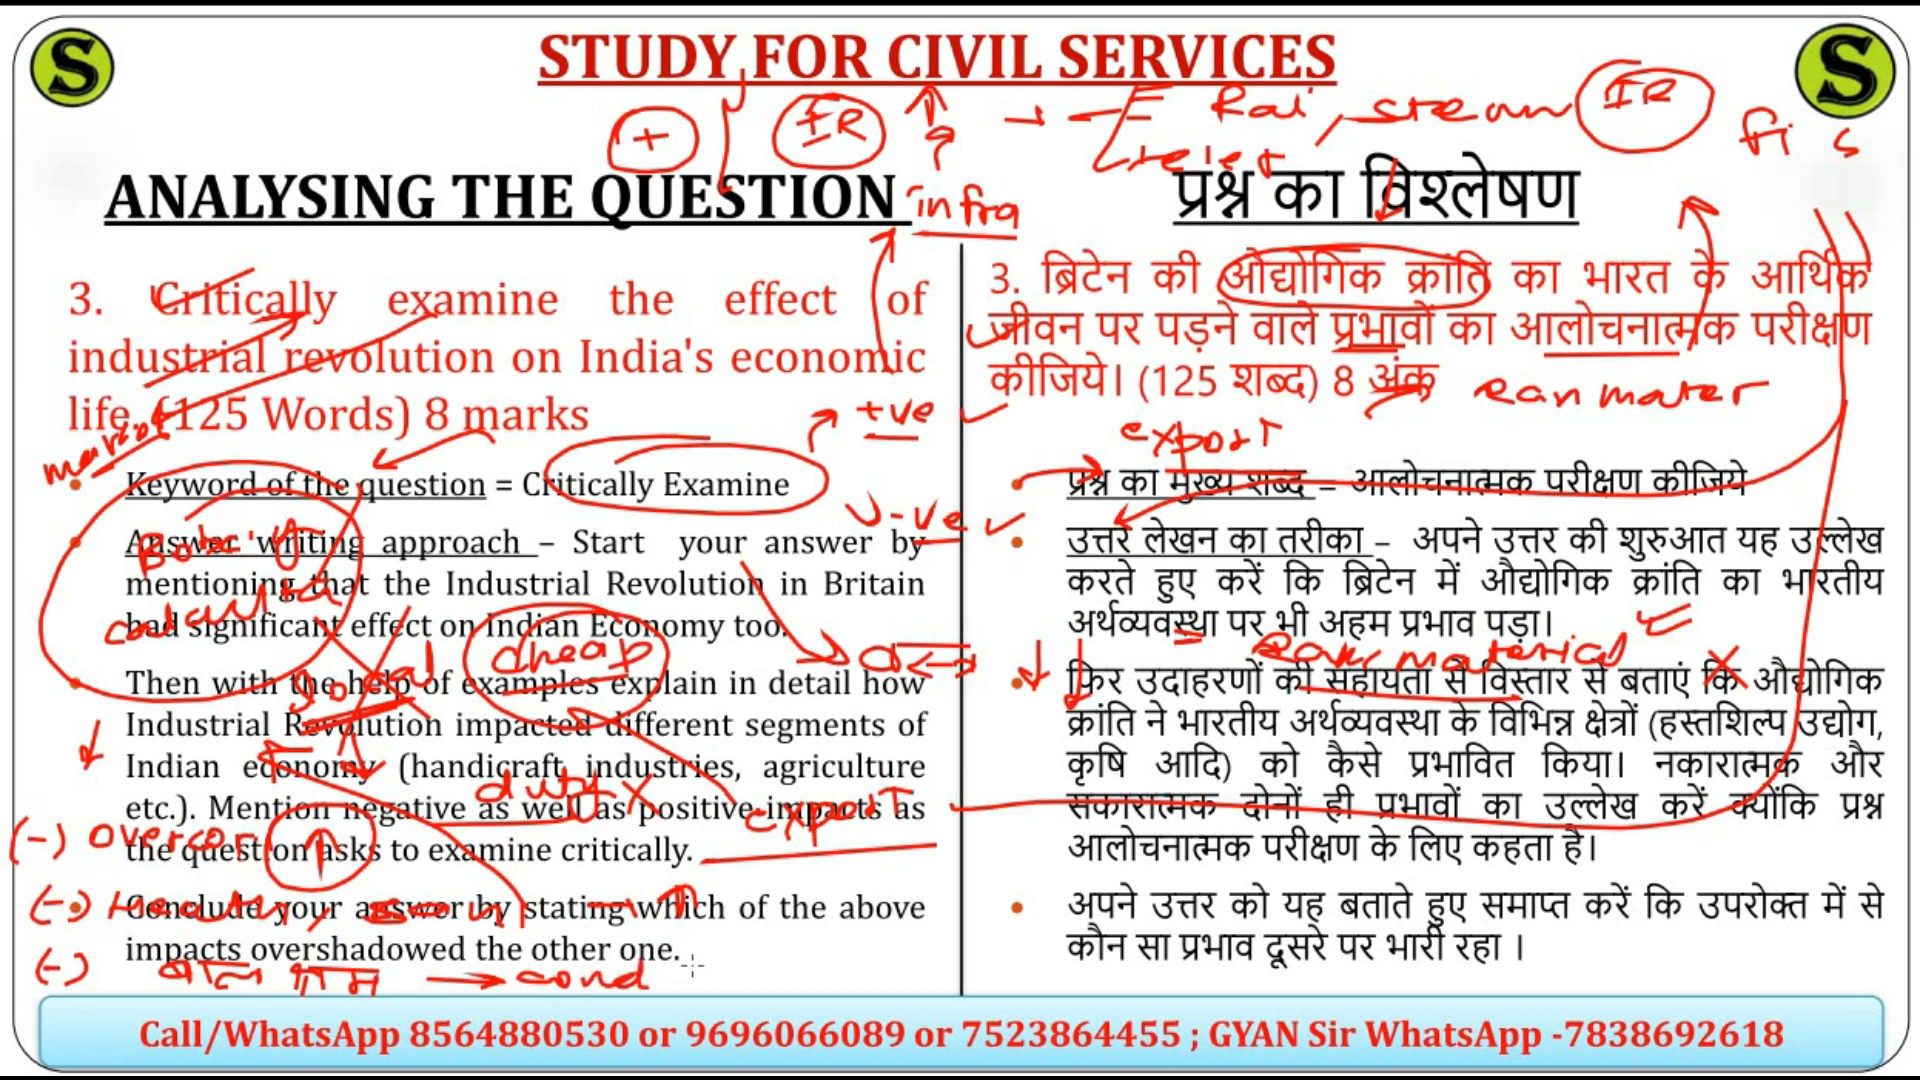 S
STUDY FOR CIVIL SERVICES
S
+
IR
IR
ANALYSING THE QUESTION
infra
प्रश्न का विश्लेषण
3. Critically examine the effect of
industrial revolution on India's economic
life. (125 Words) 8 marks
+ve
Keyword of the question = Critically Examine
-ve
Answer writing approach – Start your answer by
mentioning that the Industrial Revolution in Britain
had significant effect on Indian Economy too.
cheap
Then with the help of examples explain in detail how
Industrial Revolution impacted different segments of
Indian economy (handicraft industries, agriculture
etc.). Mention negative as well as positive impacts as
the question asks to examine critically.
duty
export
(-)
(-)
(-)
Conclude your answer by stating which of the above
impacts overshadowed the other one.
cond
3. ब्रिटेन की औद्योगिक क्रांति का भारत के आर्थिक
जीवन पर पड़ने वाले प्रभावों का आलोचनात्मक परीक्षण
कीजिये। (125 शब्द) 8 अंक
export
प्रश्न का मुख्य शब्द – आलोचनात्मक परीक्षण कीजिये
उत्तर लेखन का तरीका – अपने उत्तर की शुरुआत यह उल्लेख
करते हुए करें कि ब्रिटेन में औद्योगिक क्रांति का भारतीय
अर्थव्यवस्था पर भी अहम प्रभाव पड़ा।
फिर उदाहरणों की सहायता से विस्तार से बताएं कि औद्योगिक
क्रांति ने भारतीय अर्थव्यवस्था के विभिन्न क्षेत्रों (हस्तशिल्प उद्योग,
कृषि आदि) को कैसे प्रभावित किया। नकारात्मक और
सकारात्मक दोनों ही प्रभावों का उल्लेख करें क्योंकि प्रश्न
आलोचनात्मक परीक्षण के लिए कहता है।
अपने उत्तर को यह बताते हुए समाप्त करें कि उपरोक्त में से
कौन सा प्रभाव दूसरे पर भारी रहा ।
Call/WhatsApp 8564880530 or 9696066089 or 7523864455 ; GYAN Sir WhatsApp -7838692618